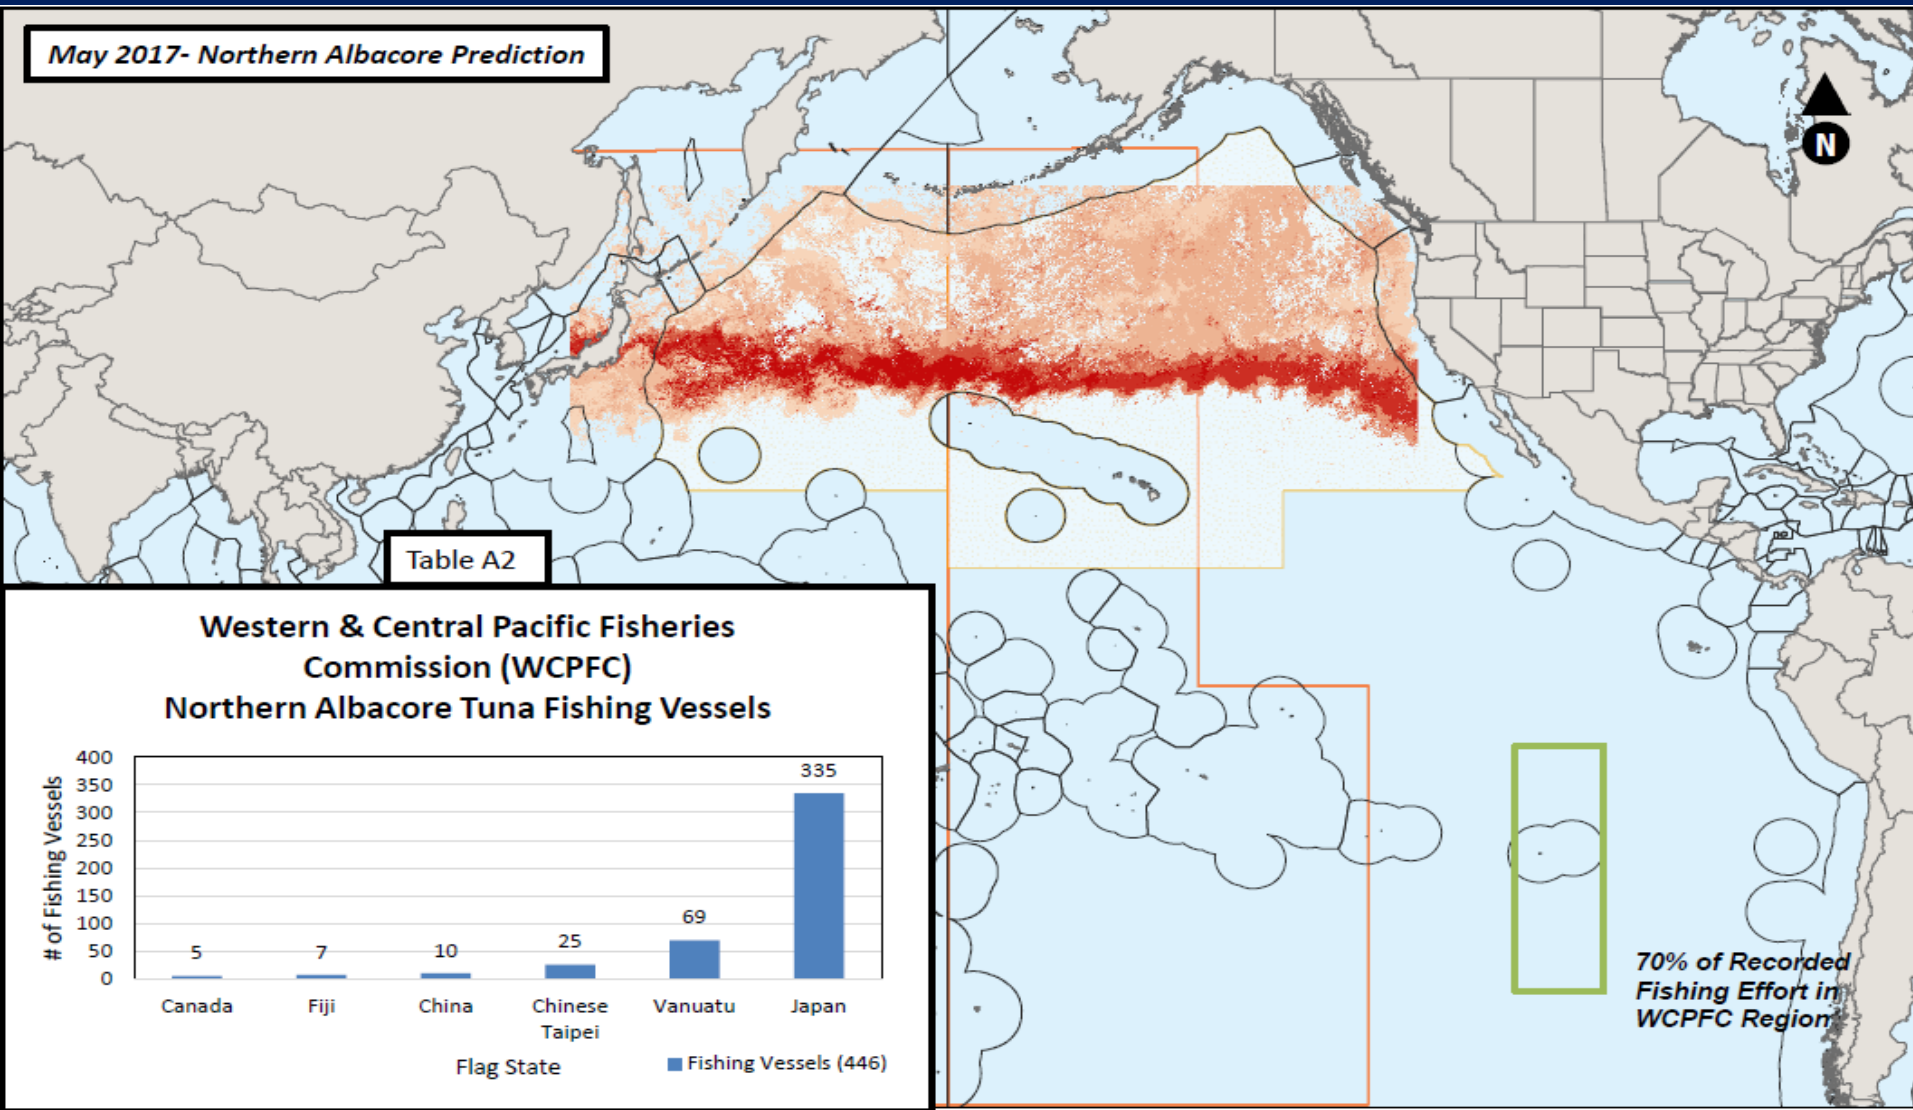 May 2017- Northern Albacore Prediction
N
Table A2
Western & Central Pacific Fisheries
Commission (WCPFC)
Northern Albacore Tuna Fishing Vessels
# of Fishing Vessels
400
350
300
250
200
150
100
50
0
5
7
10
25
69
335
Canada
Fiji
China
Chinese
Taipei
Vanuatu
Japan
Flag State
Fishing Vessels (446)
70% of Recorded
Fishing Effort in
WCPFC Region